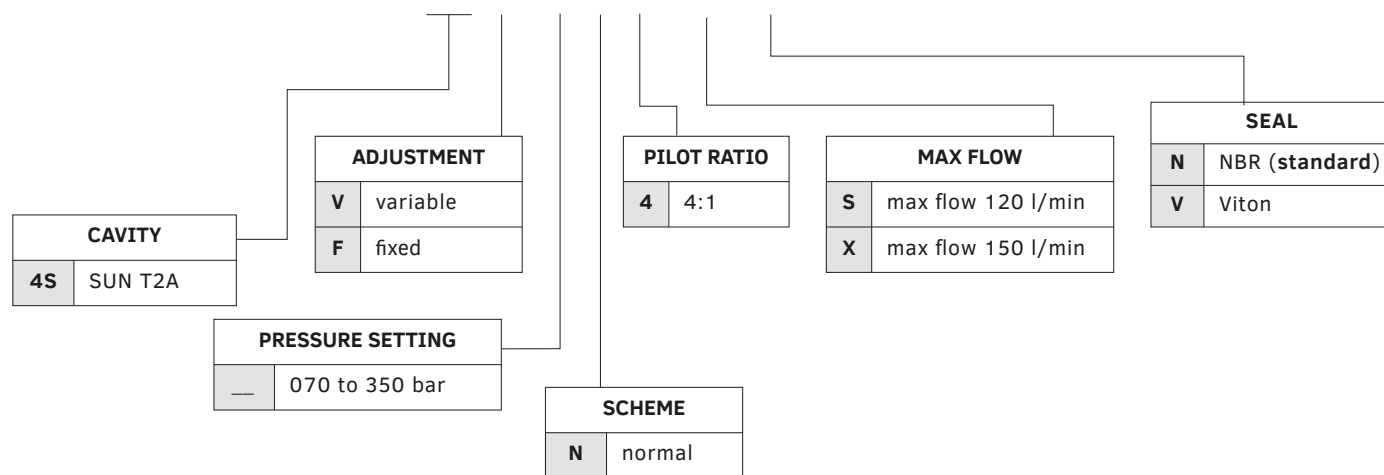 CAVITY
4S SUN T2A
ADJUSTMENT
V variable
F fixed
PRESSURE SETTING
__ 070 to 350 bar
SCHEME
N normal
PILOT RATIO
4 4:1
MAX FLOW
S max flow 120 l/min
X max flow 150 l/min
SEAL
N NBR (standard)
V Viton